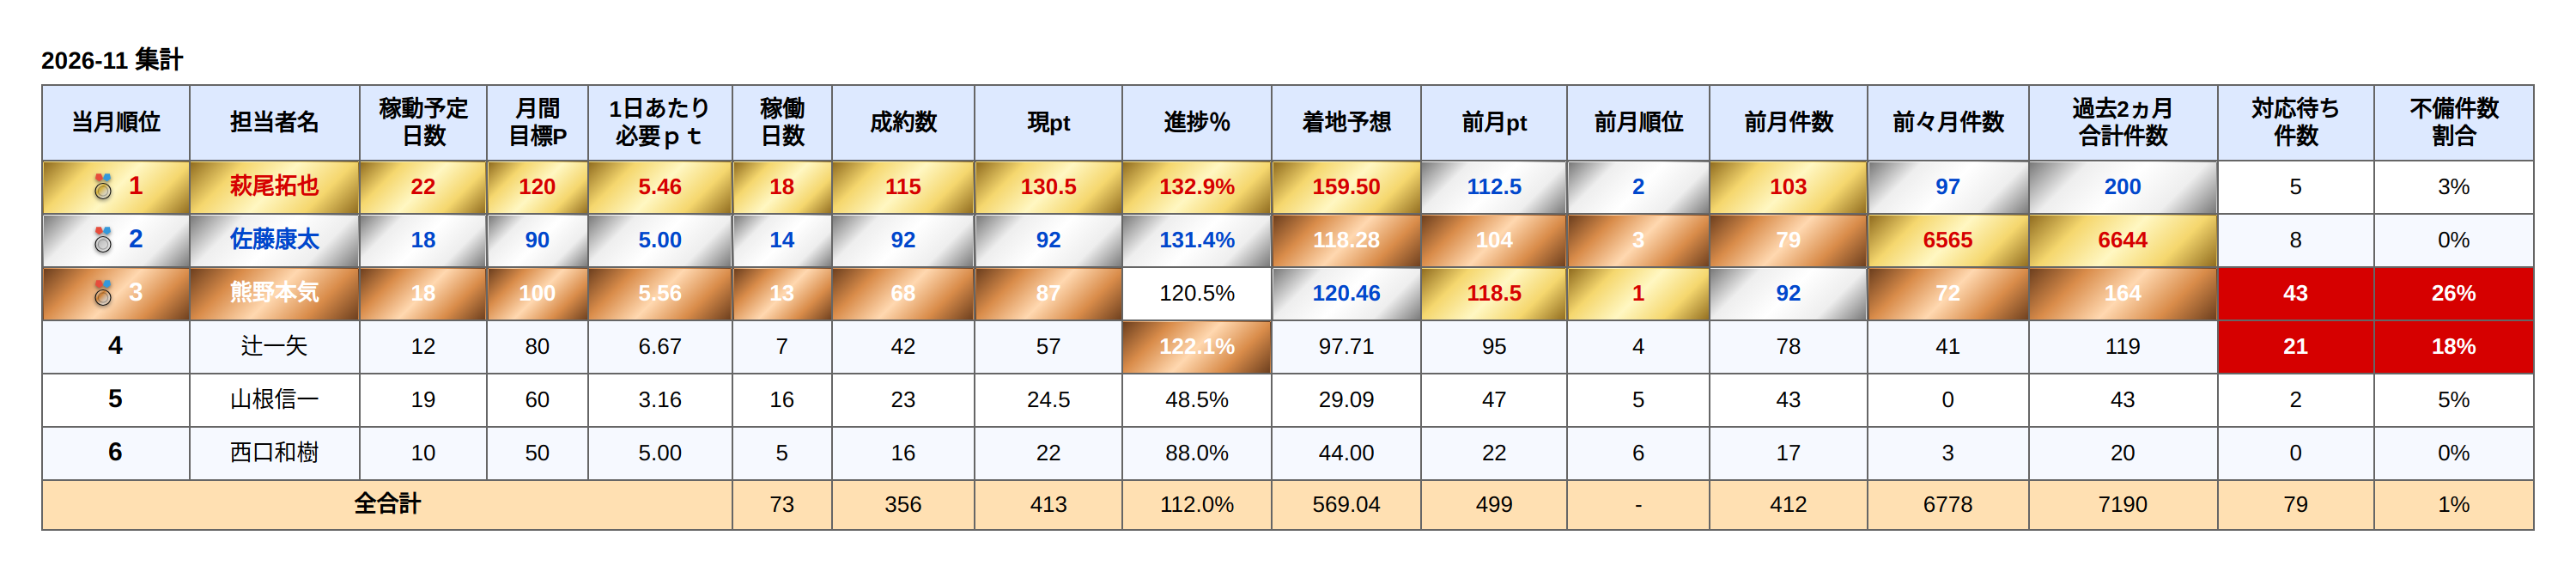 2026-11 集計
当月順位 担当者名 稼動予定日数 月間目標P 1日あたり必要ｐｔ 稼働日数 成約数 現pt 進捗% 着地予想 前月pt 前月順位 前月件数 前々月件数 過去2ヵ月合計件数 対応待ち件数 不備件数割合
1 萩尾拓也 22 120 5.46 18 115 130.5 132.9% 159.50 112.5 2 103 97 200 5 3%
2 佐藤康太 18 90 5.00 14 92 92 131.4% 118.28 104 3 79 6565 6644 8 0%
3 熊野本気 18 100 5.56 13 68 87 120.5% 120.46 118.5 1 92 72 164 43 26%
4 辻一矢 12 80 6.67 7 42 57 122.1% 97.71 95 4 78 41 119 21 18%
5 山根信一 19 60 3.16 16 23 24.5 48.5% 29.09 47 5 43 0 43 2 5%
6 西口和樹 10 50 5.00 5 16 22 88.0% 44.00 22 6 17 3 20 0 0%
全合計 73 356 413 112.0% 569.04 499 - 412 6778 7190 79 1%